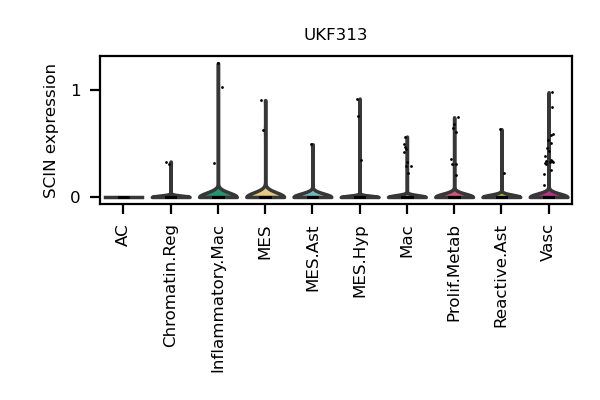 UKF313
SCIN expression
1
0
AC
Chromatin.Reg
Inflammatory.Mac
MES
MES.Ast
MES.Hyp
Mac
Prolif.Metab
Reactive.Ast
Vasc